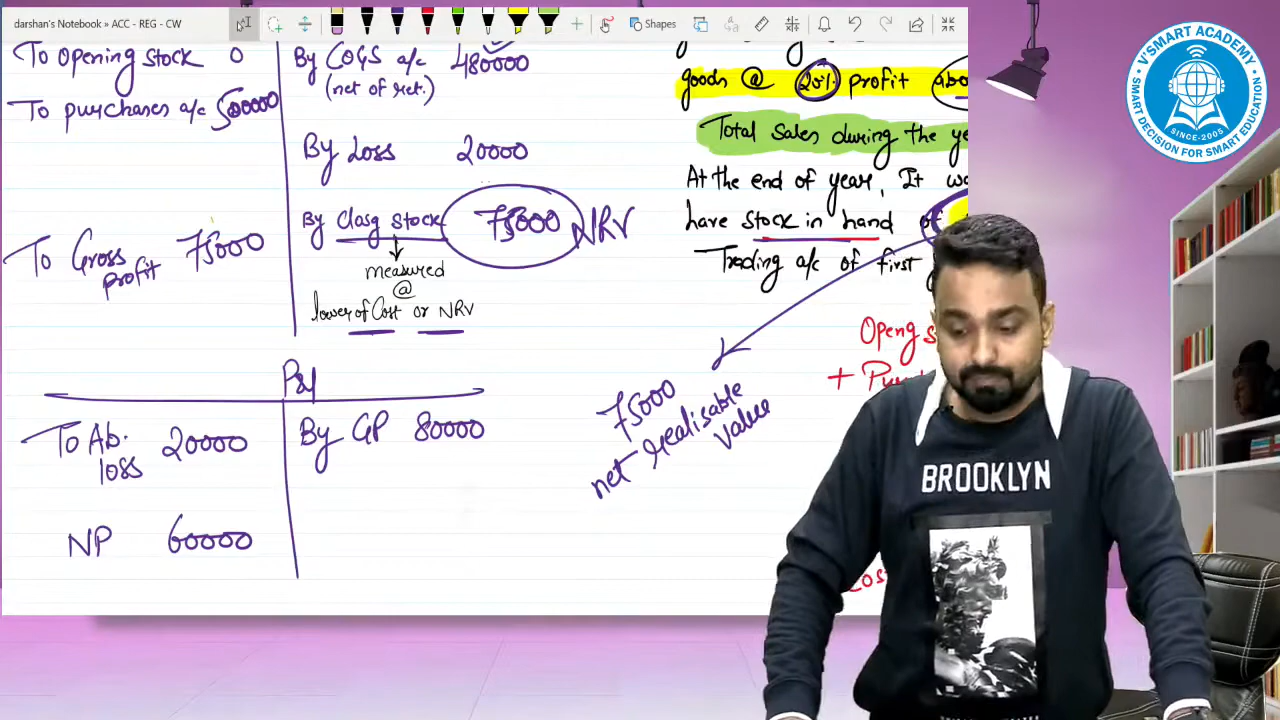 darshan's Notebook » ACC - REG - CW
Shapes
To Opening stock 0
To purchases a/c 500000
To Gross profit 75000
By COGS a/c 480000
(net of ret.)
By Loss 20000
By Closg stock 75000 NRV
measured
@
lower of Cost or NRV
P&L
To Ab. loss 20000
By GP 80000
NP 60000
goods @ 20% profit abo
Total Sales during the ye
At the end of year, It wa
have stock in hand of
Trading a/c of first
75000
net realisable
value
Openg s
+ Pur
Cos
V'SMART ACADEMY
SINCE-2005
SMART DECISION FOR SMART EDUCATION
BROOKLYN